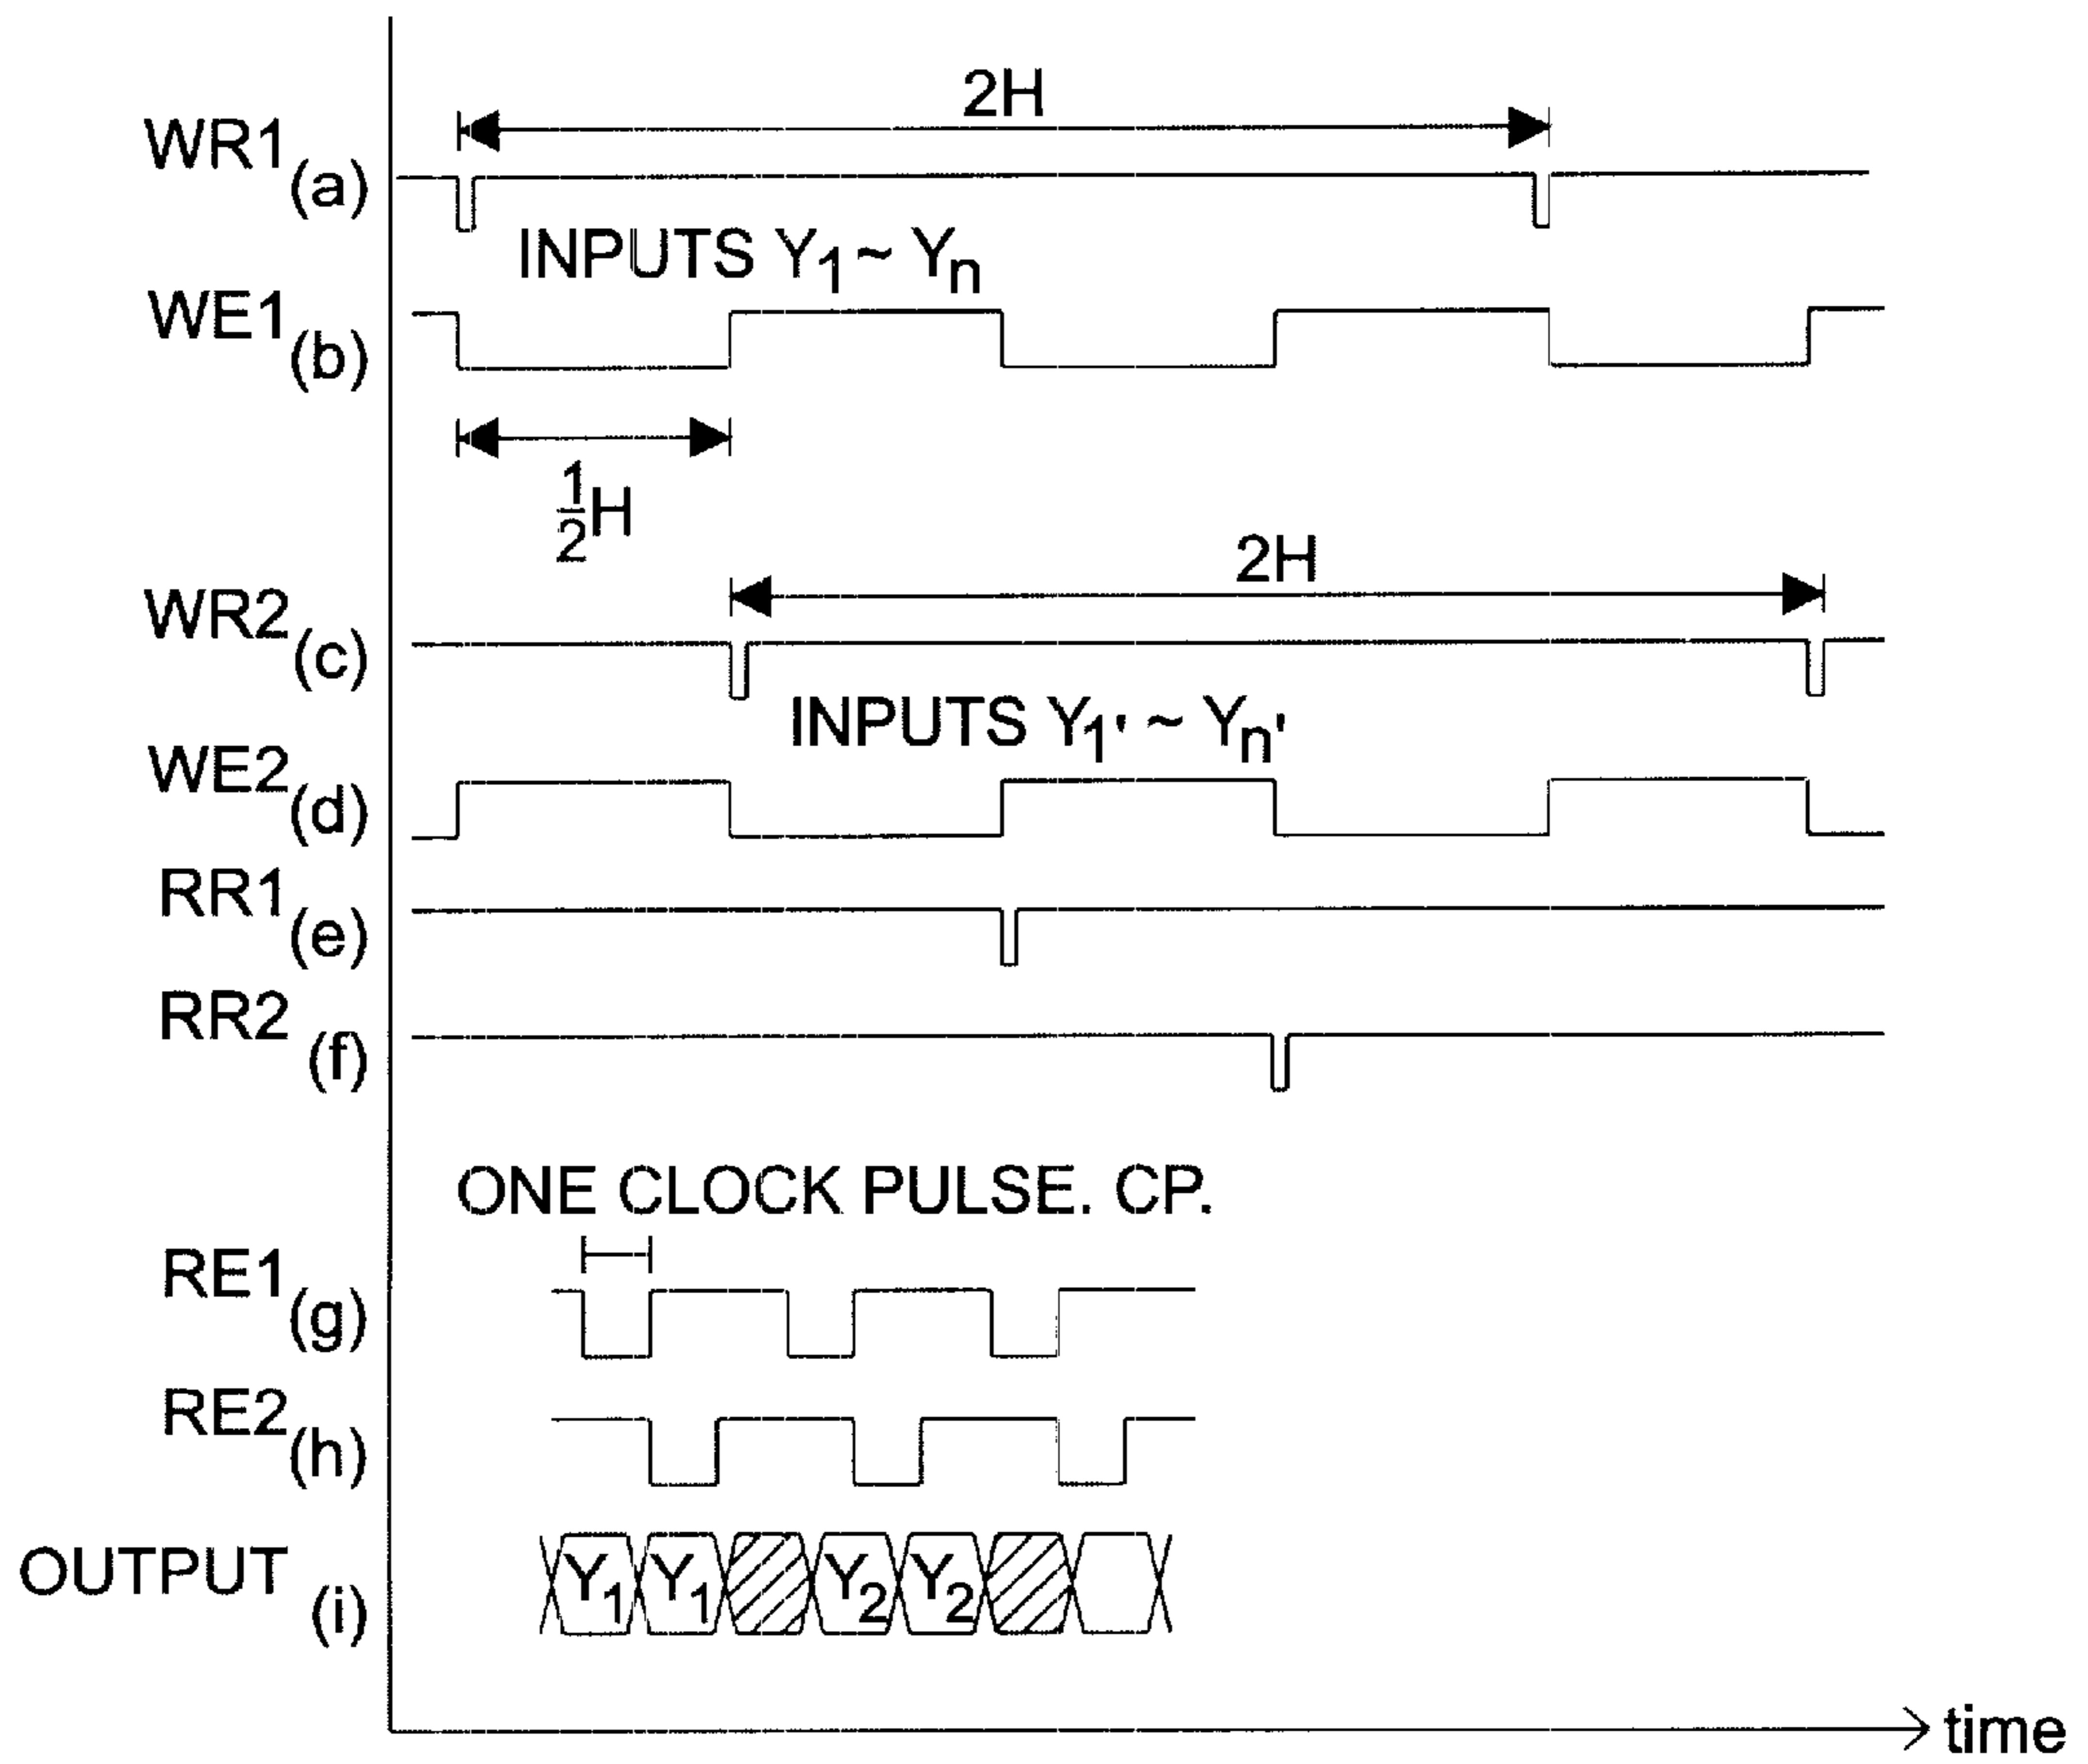 2H
WR1 (a)
INPUTS Y1 ~ Yn
WE1 (b)
1/2 H
2H
WR2 (c)
INPUTS Y1' ~ Yn'
WE2 (d)
RR1 (e)
RR2 (f)
ONE CLOCK PULSE. CP.
RE1 (g)
RE2 (h)
OUTPUT (i) Y1 Y1 Y2 Y2
time